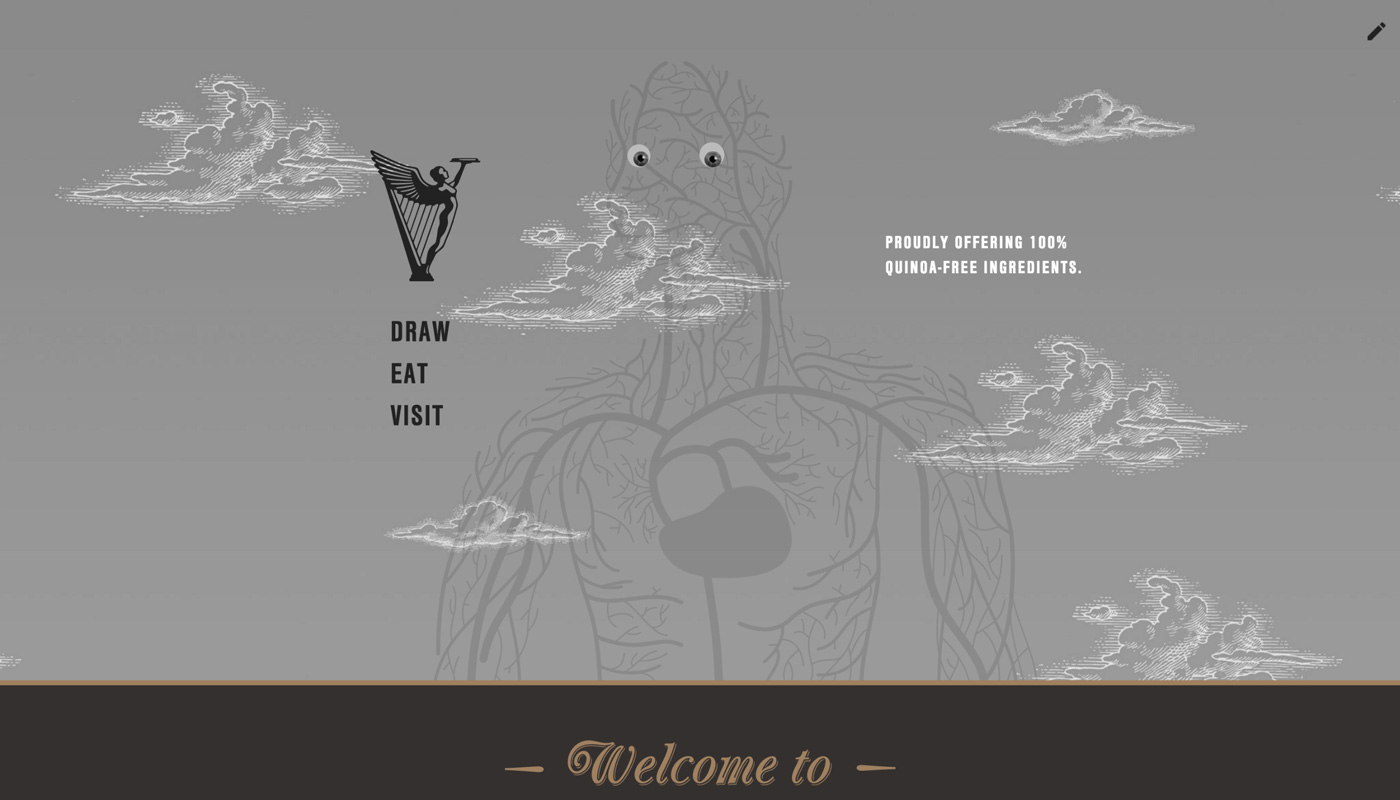 PROUDLY OFFERING 100%
QUINOA-FREE INGREDIENTS.
DRAW
EAT
VISIT
Welcome to